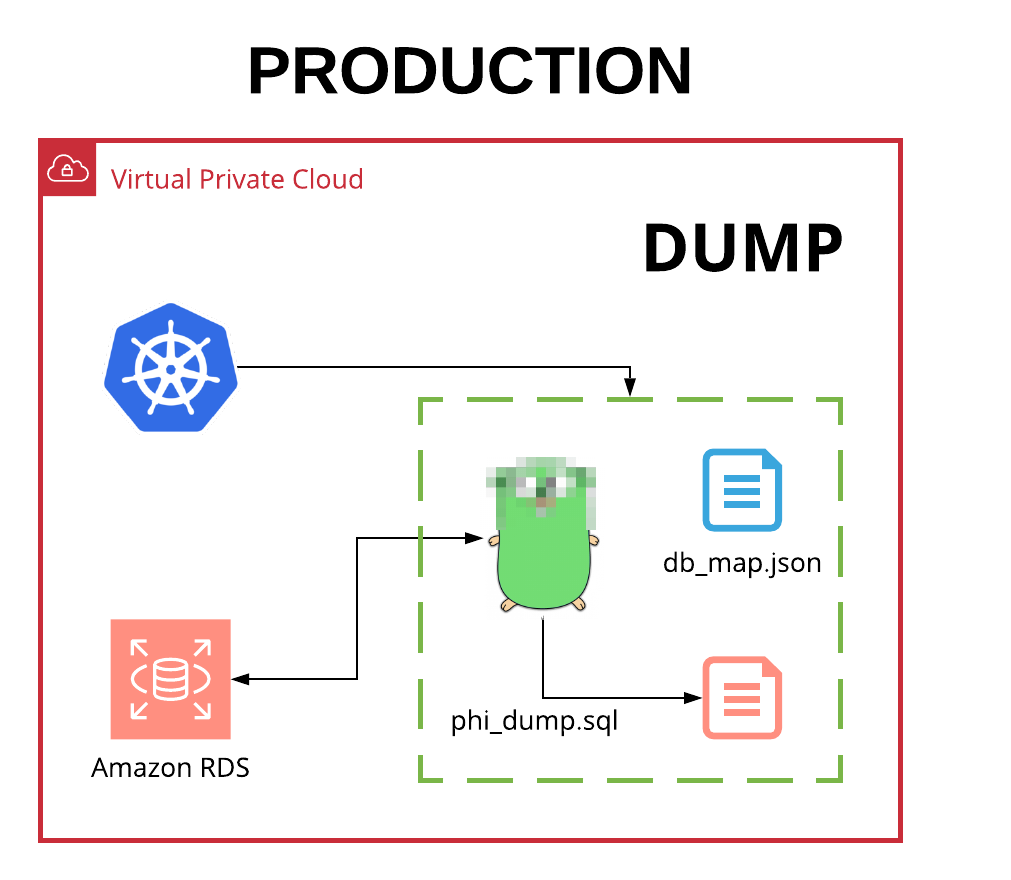 PRODUCTION
Virtual Private Cloud
DUMP
db_map.json
phi_dump.sql
Amazon RDS